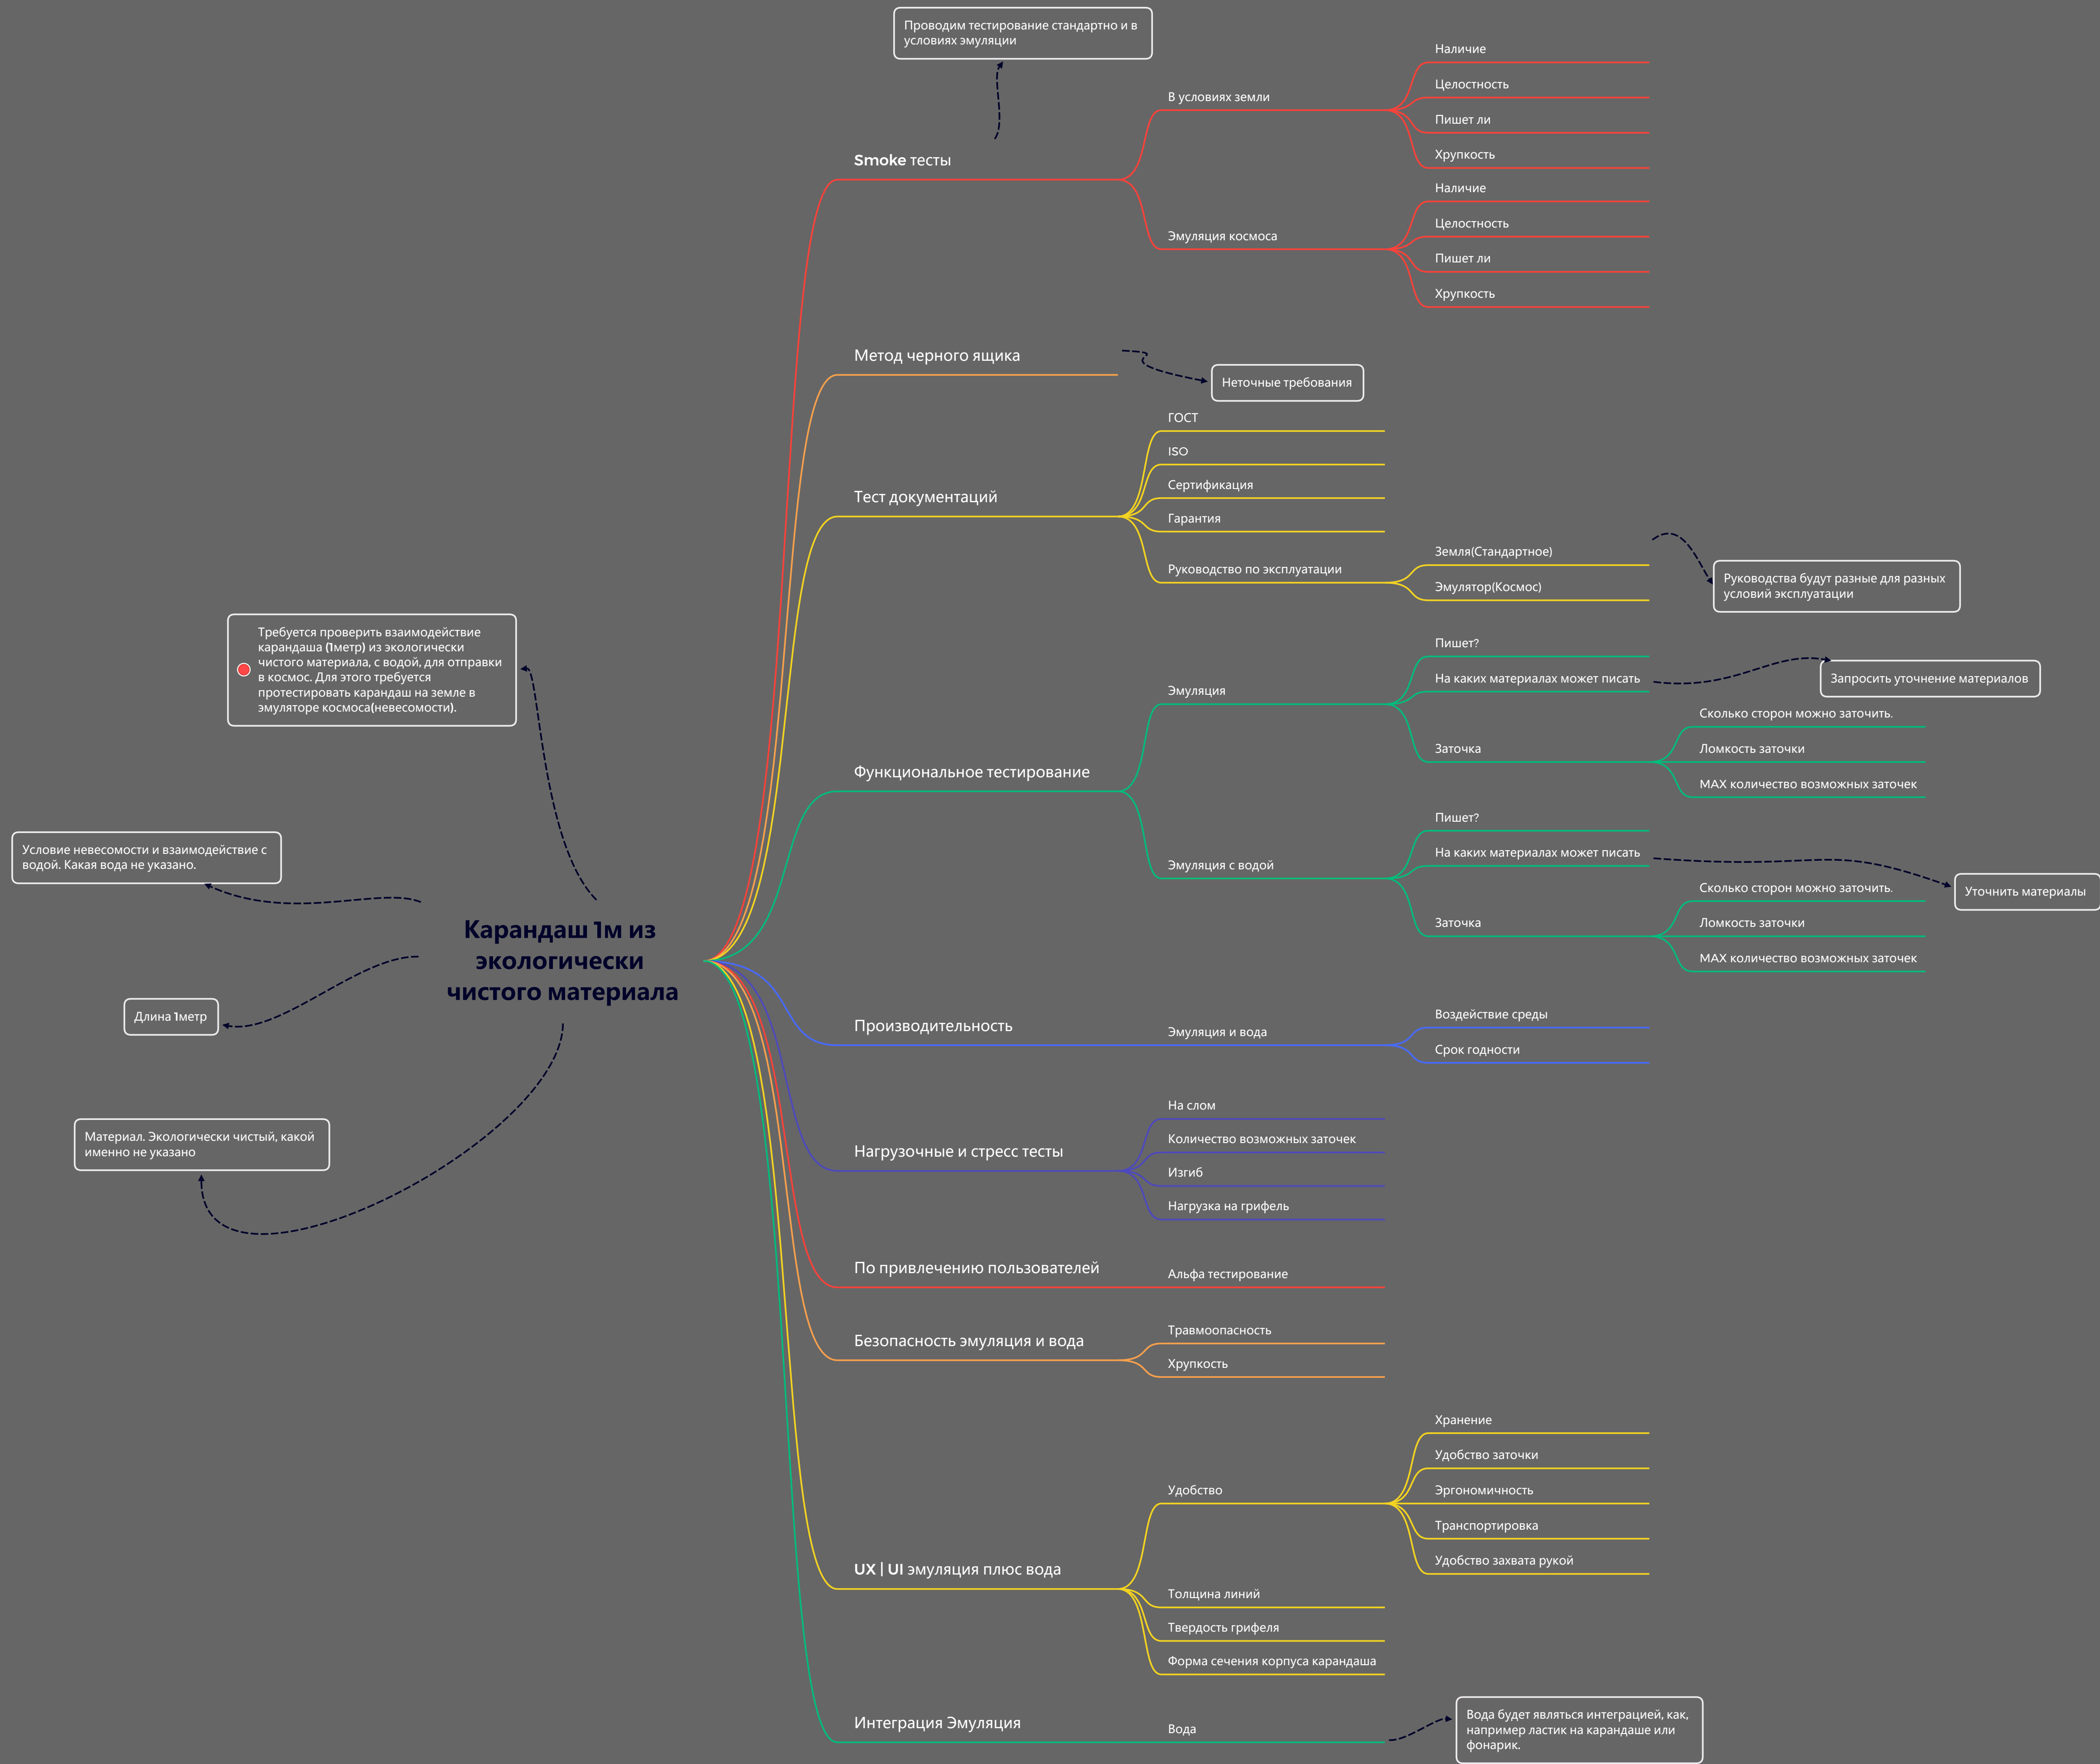 Проводим тестирование стандартно и в
условиях эмуляции
Smoke тесты
В условиях земли
Наличие
Целостность
Пишет ли
Хрупкость
Эмуляция космоса
Наличие
Целостность
Пишет ли
Хрупкость
Метод черного ящика
Неточные требования
Тест документаций
ГОСТ
ISO
Сертификация
Гарантия
Руководство по эксплуатации
Земля(Стандартное)
Эмулятор(Космос)
Руководства будут разные для разных
условий эксплуатации
Требуется проверить взаимодействие
карандаша (1метр) из экологически
чистого материала, с водой, для отправки
в космос. Для этого требуется
протестировать карандаш на земле в
эмуляторе космоса(невесомости).
Условие невесомости и взаимодействие с
водой. Какая вода не указано.
Карандаш 1м из
экологически
чистого материала
Длина 1метр
Материал. Экологически чистый, какой
именно не указано
Функциональное тестирование
Эмуляция
Пишет?
На каких материалах может писать
Запросить уточнение материалов
Заточка
Сколько сторон можно заточить.
Ломкость заточки
MAX количество возможных заточек
Эмуляция с водой
Пишет?
На каких материалах может писать
Уточнить материалы
Заточка
Сколько сторон можно заточить.
Ломкость заточки
MAX количество возможных заточек
Производительность
Эмуляция и вода
Воздействие среды
Срок годности
Нагрузочные и стресс тесты
На слом
Количество возможных заточек
Изгиб
Нагрузка на грифель
По привлечению пользователей
Альфа тестирование
Безопасность эмуляция и вода
Травмоопасность
Хрупкость
UX | UI эмуляция плюс вода
Удобство
Хранение
Удобство заточки
Эргономичность
Транспортировка
Удобство захвата рукой
Толщина линий
Твердость грифеля
Форма сечения корпуса карандаша
Интеграция Эмуляция
Вода
Вода будет являться интеграцией, как,
например ластик на карандаше или
фонарик.